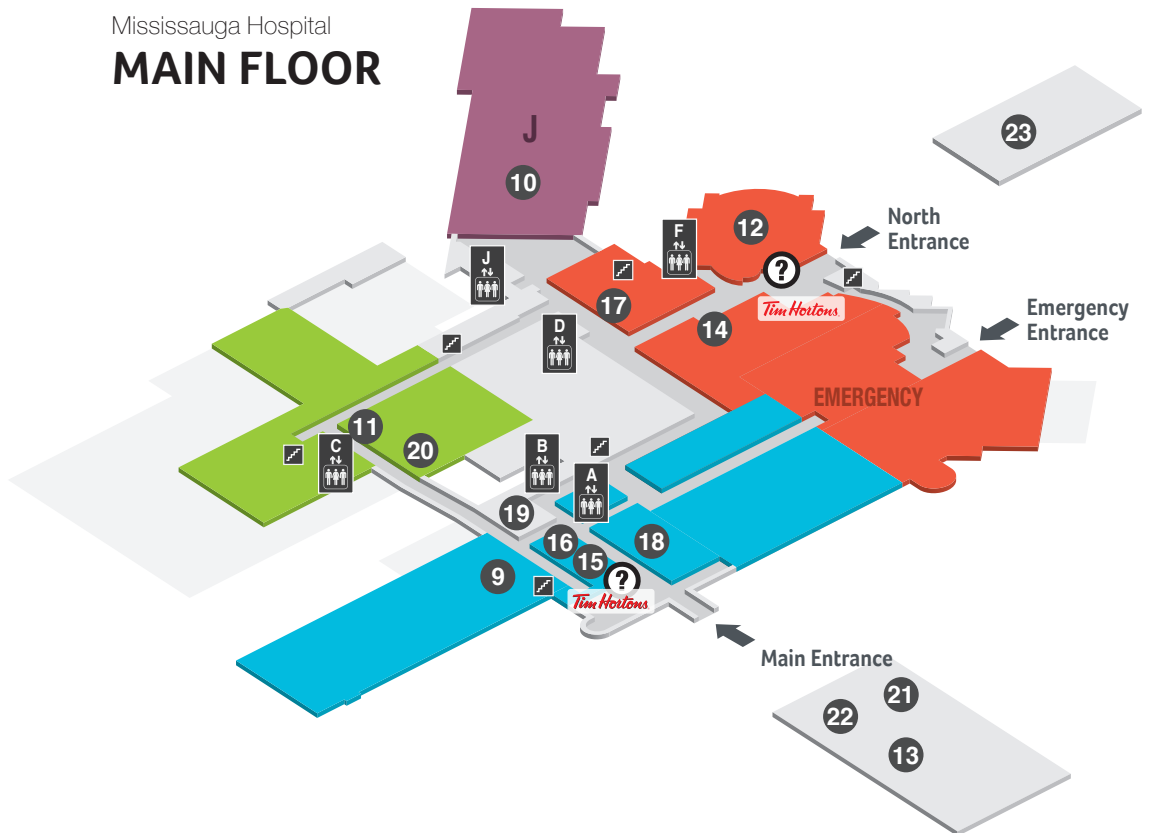 Mississauga Hospital
MAIN FLOOR
J
10
23
12
North
Entrance
F
J
?
17
Tim Hortons
14
Emergency
Entrance
D
EMERGENCY
11
C
20
B
A
19
16
18
15
9
?
Tim Hortons
Main Entrance
21
22
13